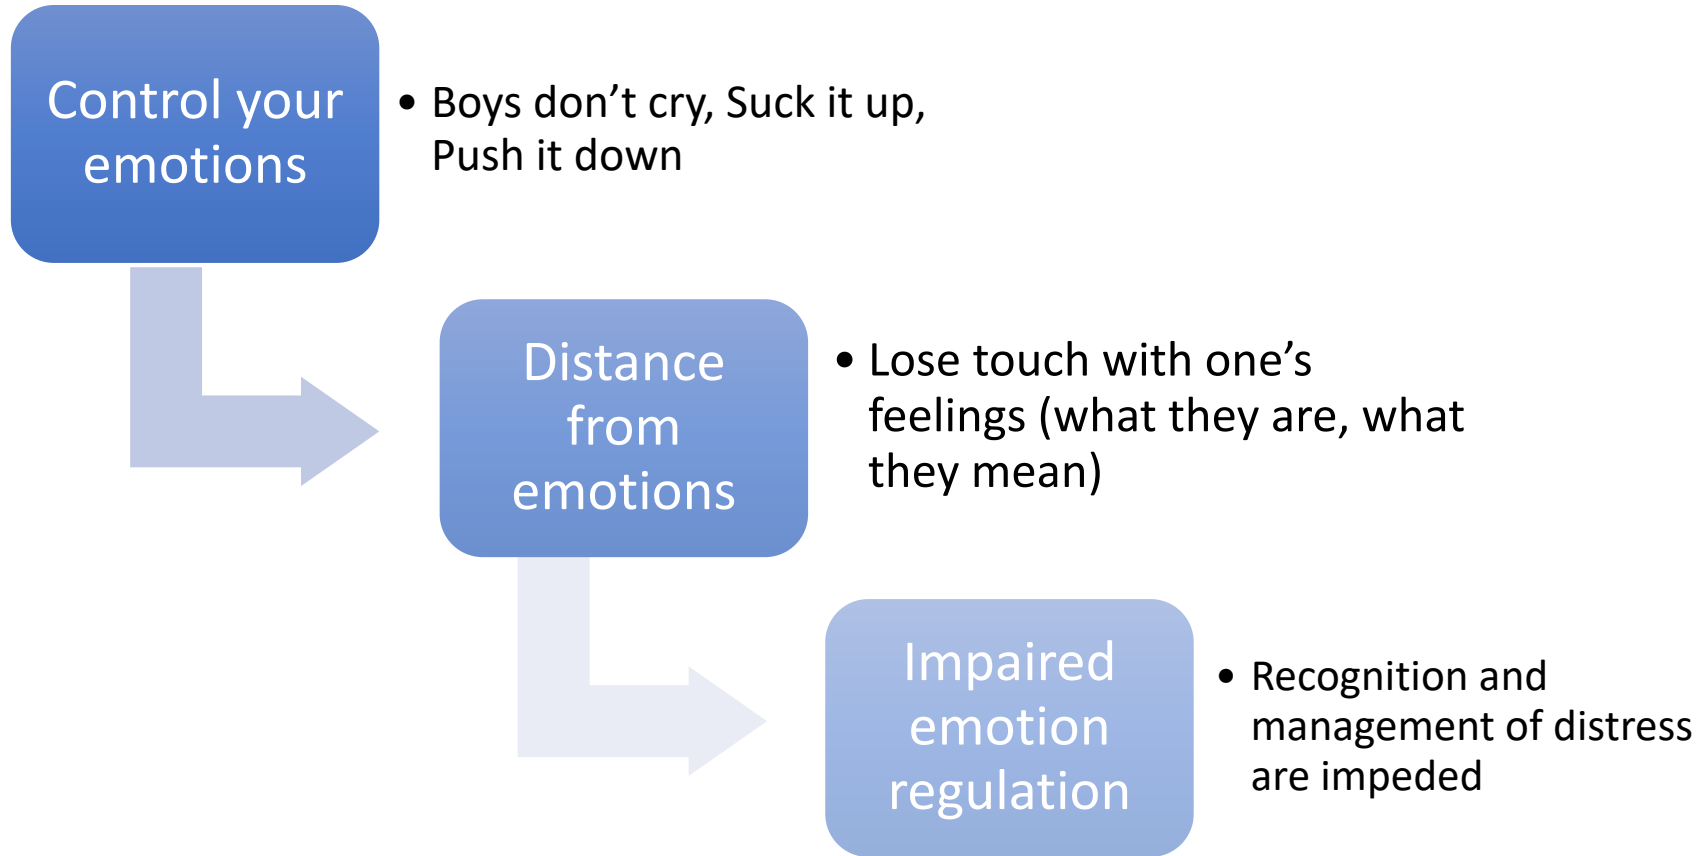 Control your
emotions
• Boys don’t cry, Suck it up,
Push it down
Distance
from
emotions
• Lose touch with one’s
feelings (what they are, what
they mean)
Impaired
emotion
regulation
• Recognition and
management of distress
are impeded